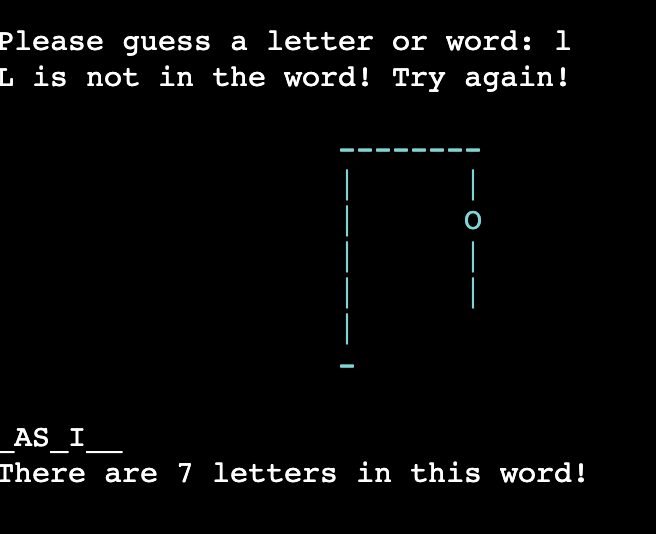 Please guess a letter or word: l
L is not in the word! Try again!
--------
|      |
|      O
|      |
|      |
|
-
_AS_I__
There are 7 letters in this word!